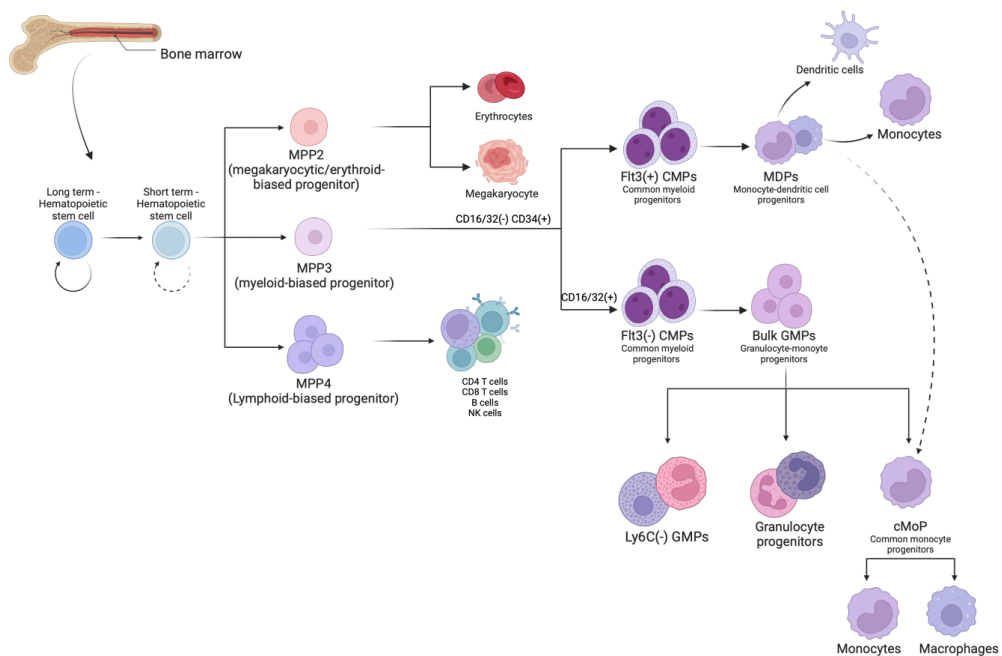 Bone marrow
Long term -
Hematopoietic
stem cell
Short term -
Hematopoietic
stem cell
MPP2
(megakaryocytic/erythroid-
biased progenitor)
Erythrocytes
Megakaryocyte
MPP3
(myeloid-biased progenitor)
CD16/32(-) CD34(+)
CD16/32(+)
MPP4
(Lymphoid-biased progenitor)
CD4 T cells
CD8 T cells
B cells
NK cells
Flt3(+) CMPs
Common myeloid
progenitors
MDPs
Monocyte-dendritic cell
progenitors
Dendritic cells
Monocytes
Flt3(-) CMPs
Common myeloid
progenitors
Bulk GMPs
Granulocyte-monoyte
progenitors
Ly6C(-) GMPs
Granulocyte
progenitors
cMoP
Common monocyte
progenitors
Monocytes
Macrophages